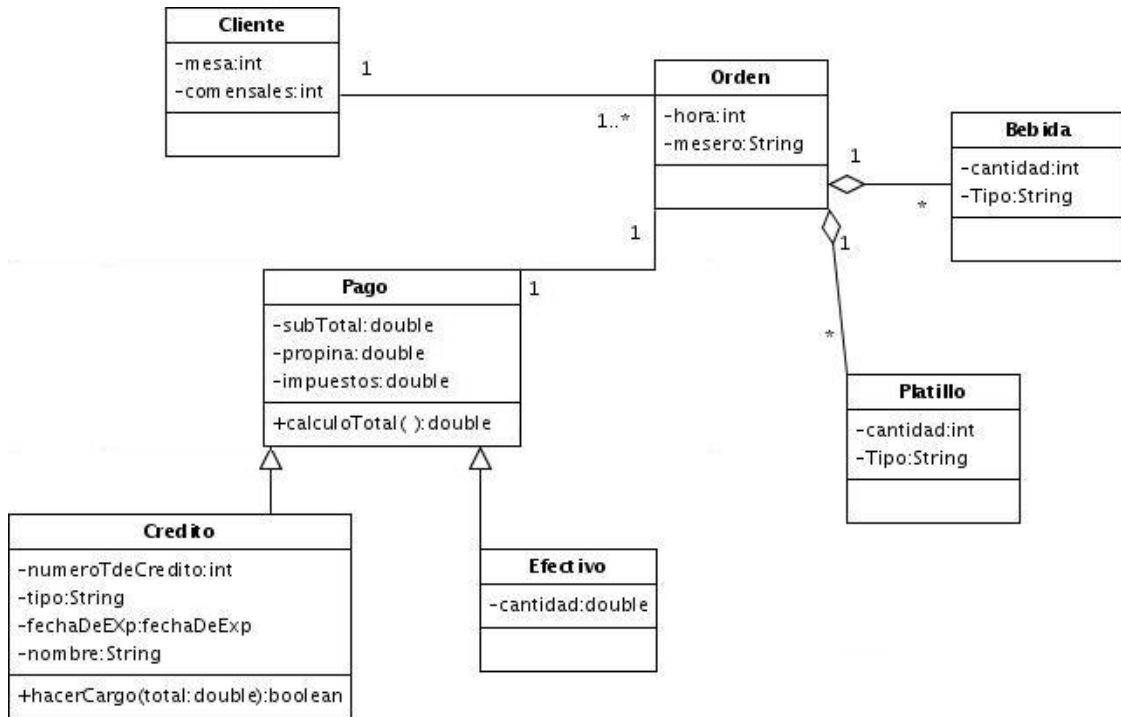 Cliente
-mesa:int
-comensales:int
1
1..*
Orden
-hora:int
-mesero:String
1
*
Bebida
-cantidad:int
-Tipo:String
1
*
Platillo
-cantidad:int
-Tipo:String
1
1
Pago
-subTotal:double
-propina:double
-impuestos:double
+calculoTotal( ):double
Credito
-numeroTdeCredito:int
-tipo:String
-fechaDeEXp:fechaDeExp
-nombre:String
+hacerCargo(total:double):boolean
Efectivo
-cantidad:double